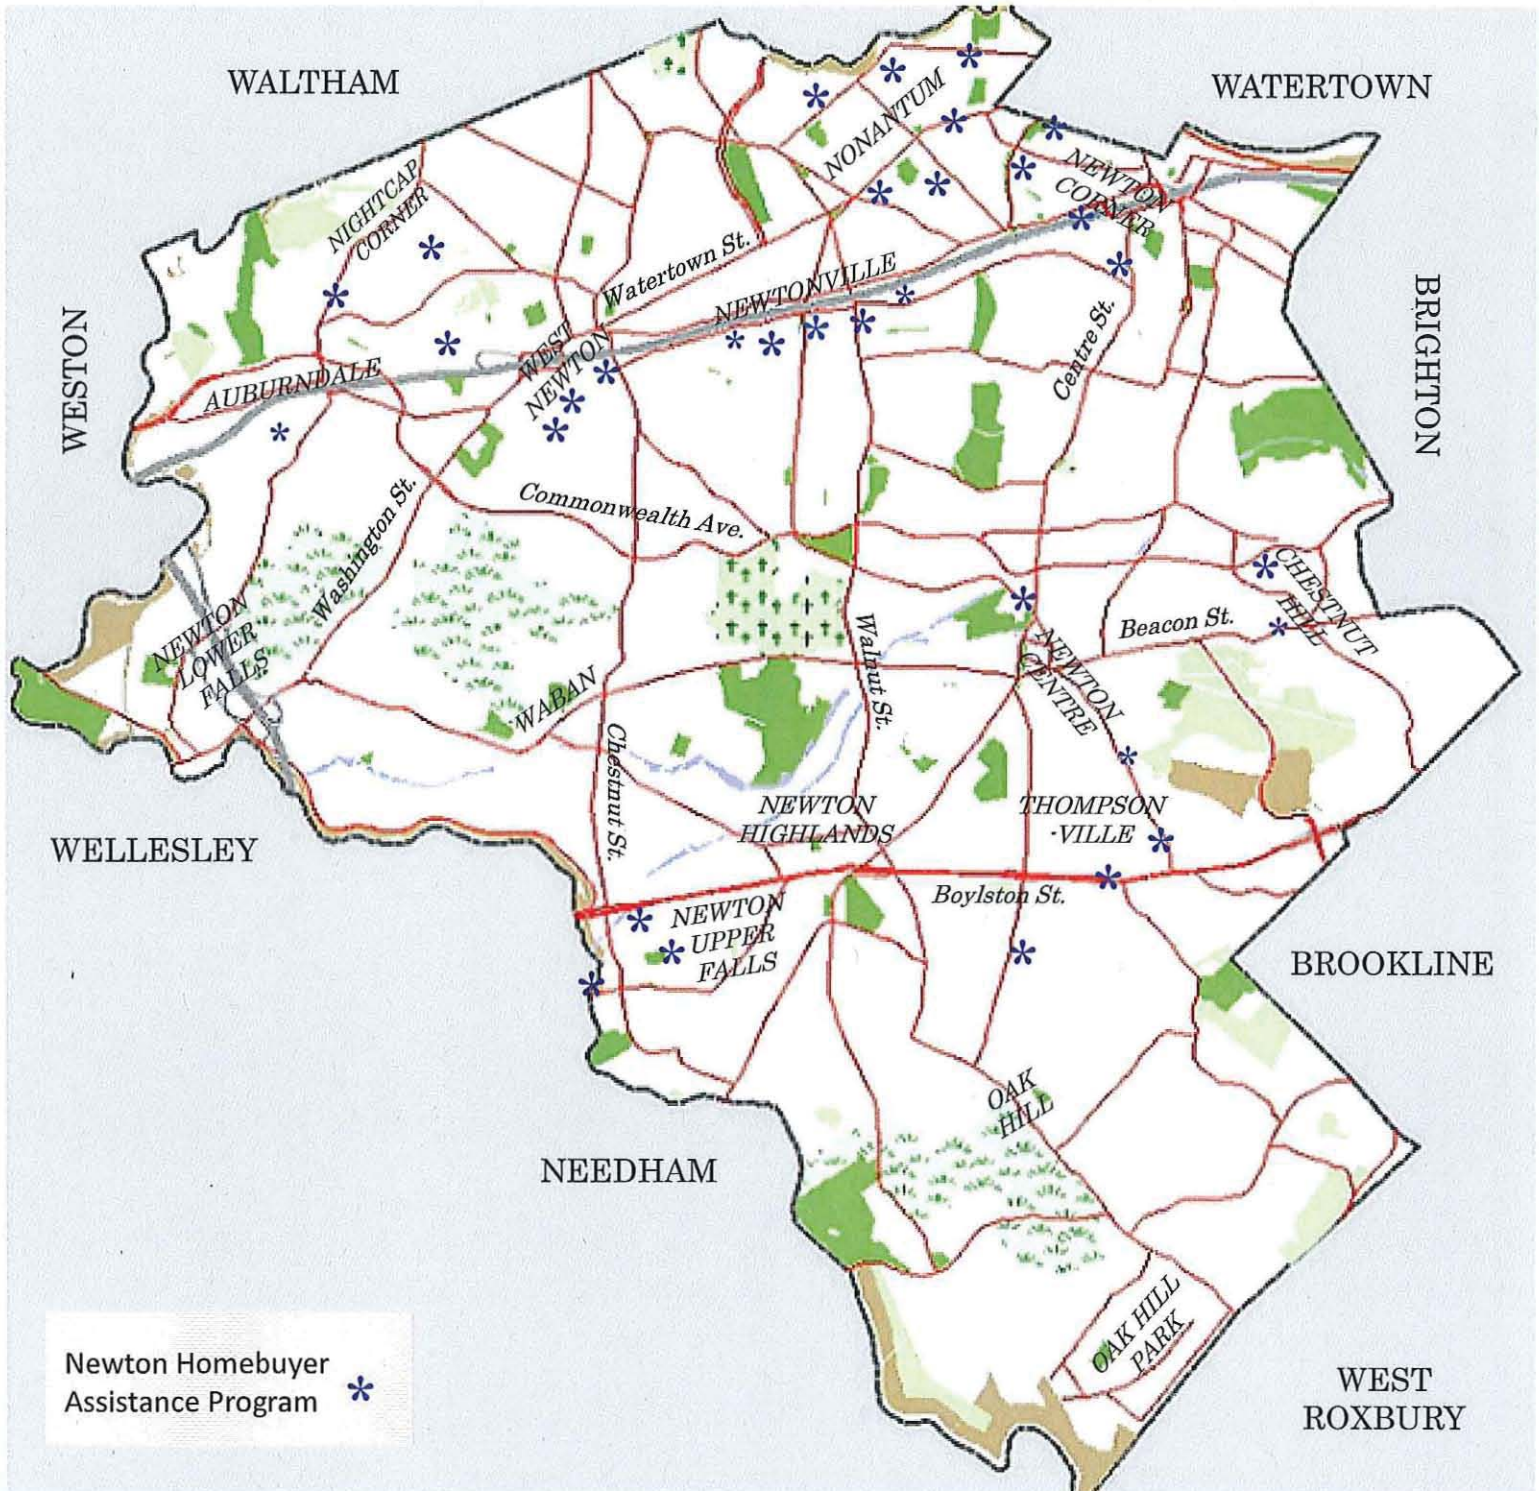 WALTHAM
WATERTOWN
NONANTUM
NIGHTCAP
CORNER
NEWTON
CORNER
Watertown St.
NEWTONVILLE
WESTON
BRIGHTON
WEST
NEWTON
AUBURNDALE
Centre St.
Washington St.
Commonwealth Ave.
CHESTNUT
HILL
NEWTON
LOWER
FALLS
Walnut St.
Beacon St.
NEWTON
CENTRE
WABAN
Chestnut St.
NEWTON
HIGHLANDS
THOMPSON
-VILLE
WELLESLEY
Boylston St.
NEWTON
UPPER
FALLS
BROOKLINE
OAK
HILL
NEEDHAM
OAK HILL
PARK
Newton Homebuyer
Assistance Program *
WEST
ROXBURY